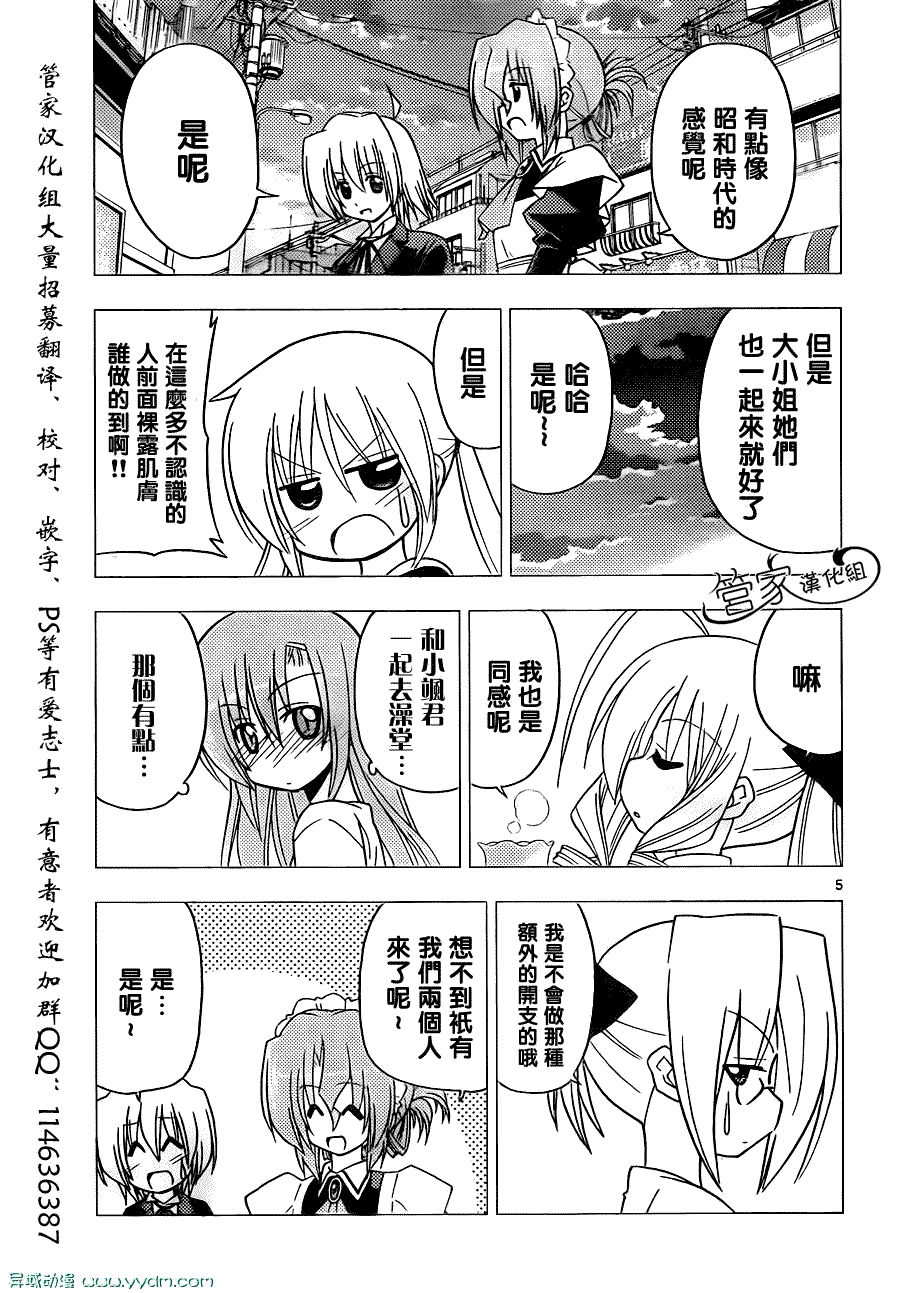 有點像
昭和時代的
感覺呢
是呢
但是
大小姐她們
也一起來就好了
哈哈
是呢~
但是
在這麼多不認識的
人前面裸露肌膚
誰做的到啊!!
嘛
我也是
同感呢
和小颯君
一起去澡堂…
那個有點…
5
我是不會做那種
額外的開支的哦
想不到衹有
我們兩個人
來了呢~
是…
是呢~
管家漢化組
管家汉化组大量招募翻译、校对、嵌字、PS等有爱志士,有意者欢迎加群QQ:114636387
异域动漫 www.yydm.com